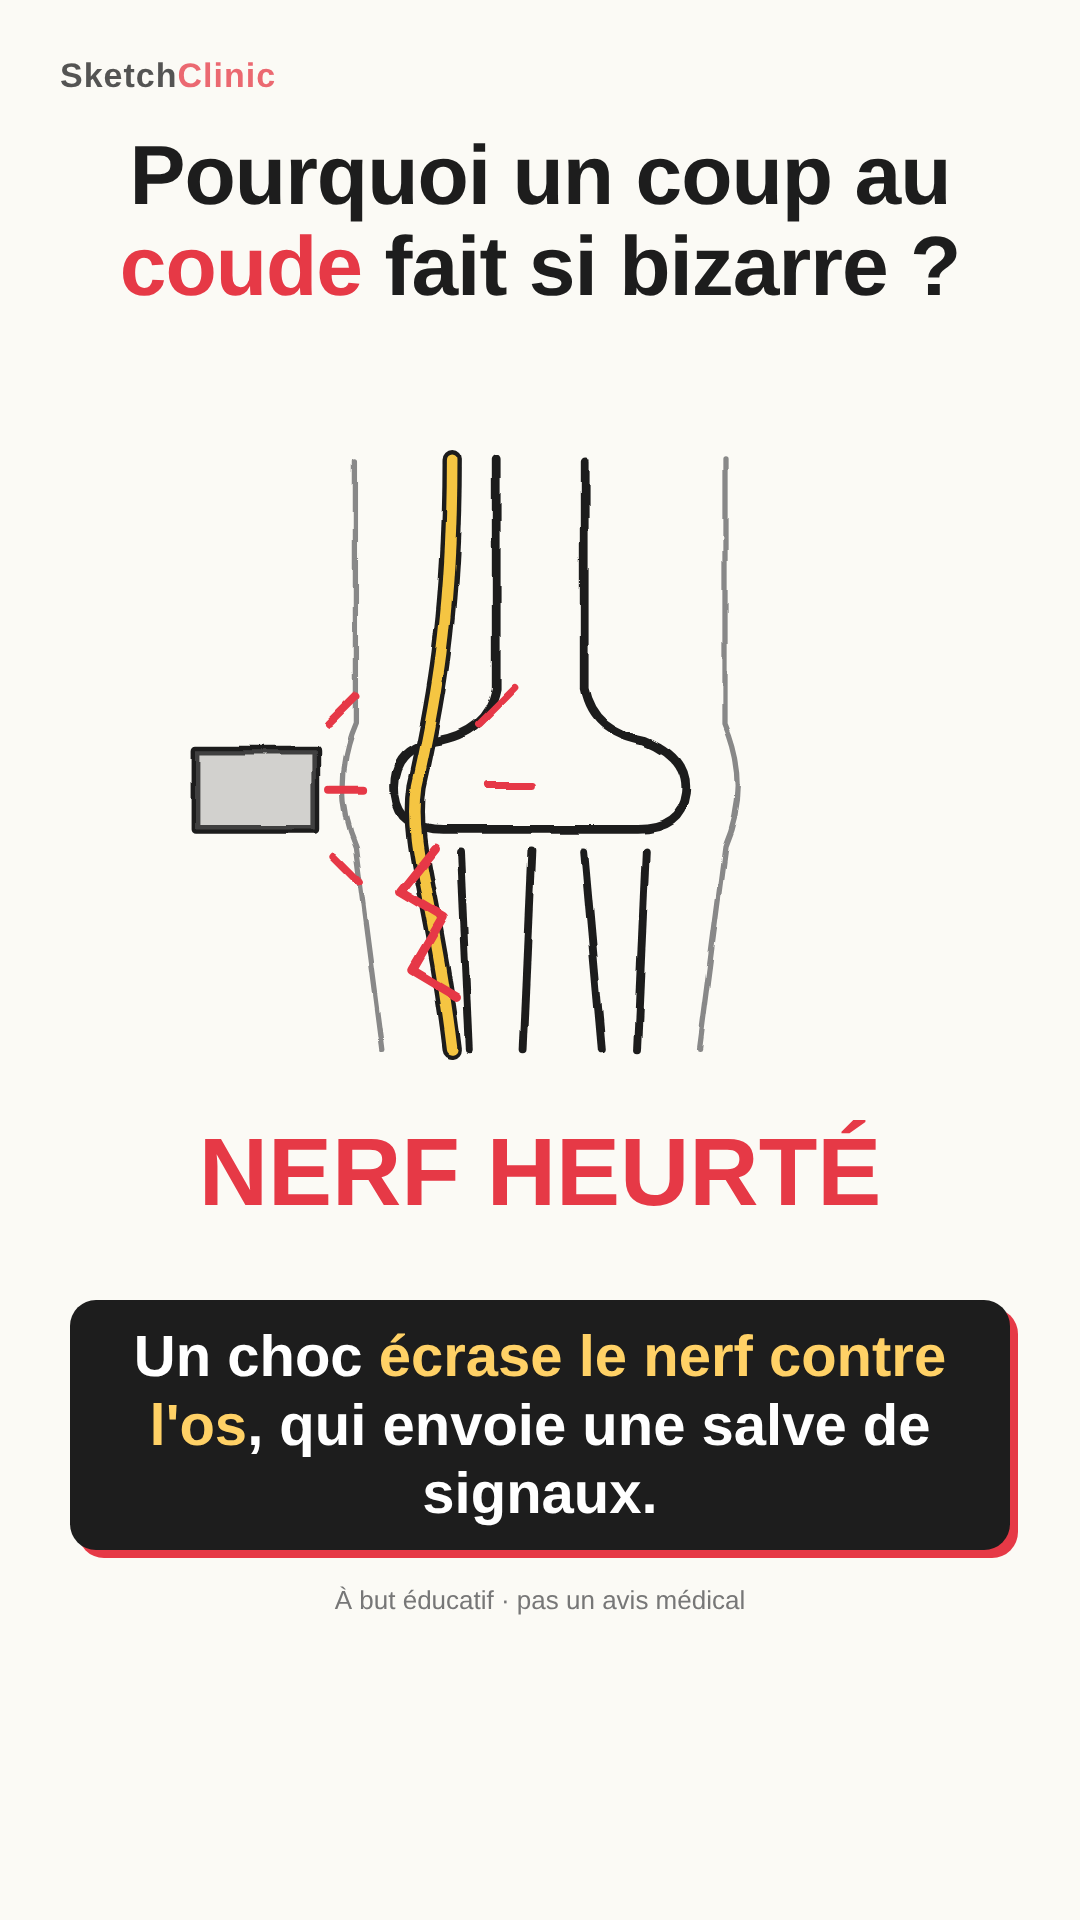 SketchClinic
Pourquoi un coup au
coude fait si bizarre ?
NERF HEURTÉ
Un choc écrase le nerf contre
l'os, qui envoie une salve de
signaux.
À but éducatif · pas un avis médical